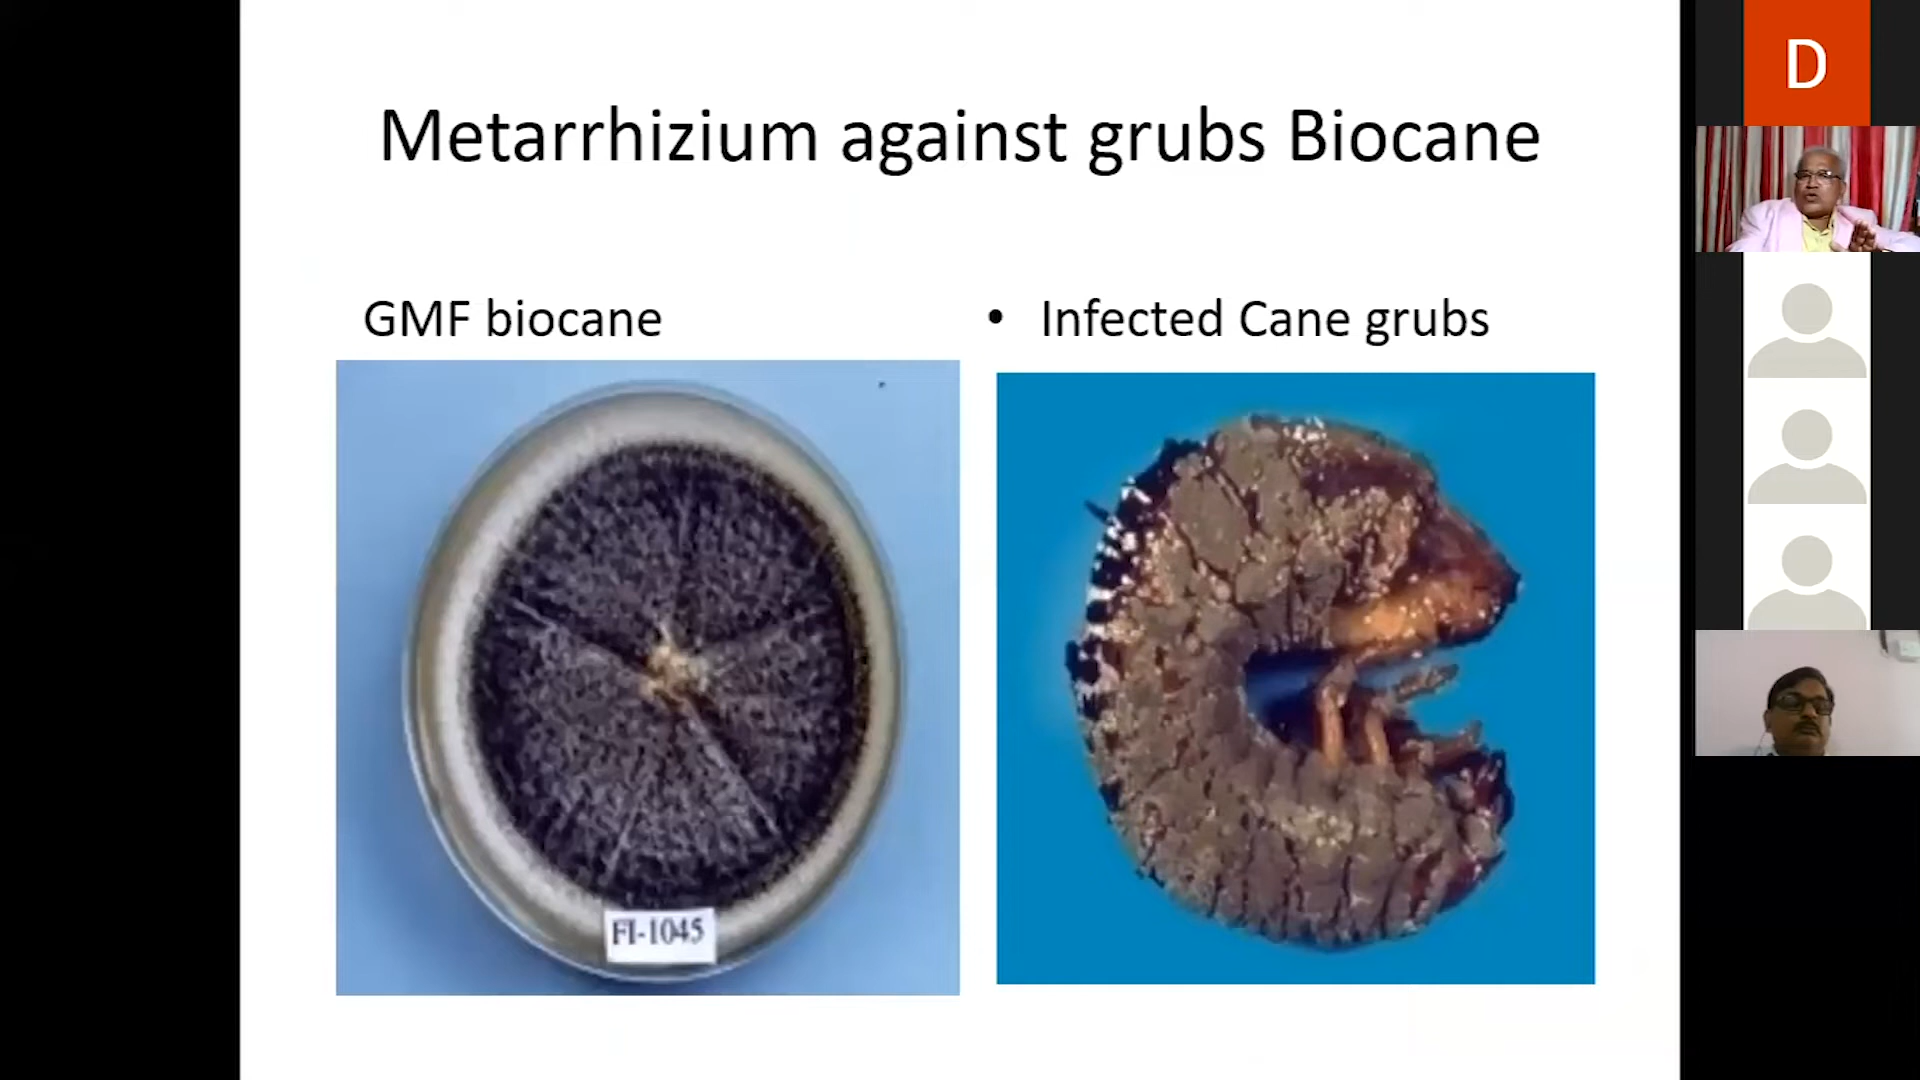 Metarrhizium against grubs Biocane
GMF biocane
• Infected Cane grubs
FI-1045
D